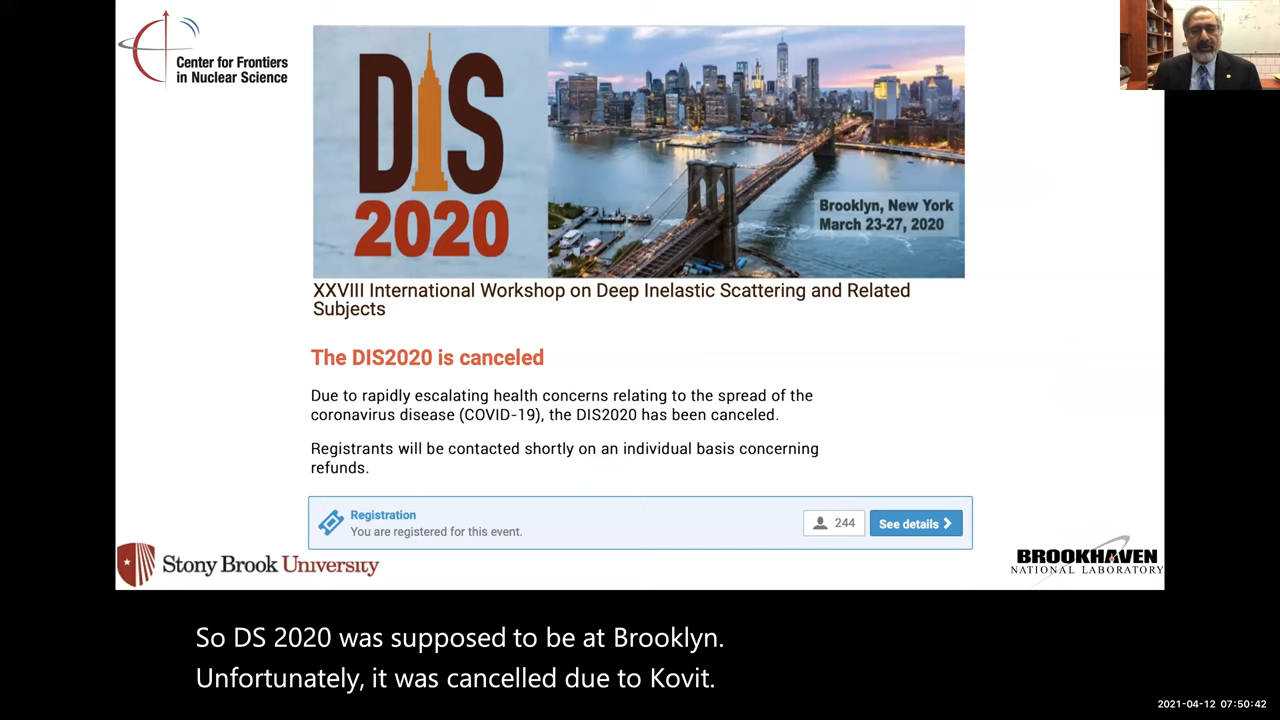 Center for Frontiers
in Nuclear Science
DIS
2020
Brooklyn, New York
March 23-27, 2020
XXVIII International Workshop on Deep Inelastic Scattering and Related
Subjects
The DIS2020 is canceled
Due to rapidly escalating health concerns relating to the spread of the
coronavirus disease (COVID-19), the DIS2020 has been canceled.
Registrants will be contacted shortly on an individual basis concerning
refunds.
Registration
You are registered for this event.
244
See details
Stony Brook University
BROOKHAVEN
NATIONAL LABORATORY
So DS 2020 was supposed to be at Brooklyn.
Unfortunately, it was cancelled due to Kovit.
2021-04-12 07:50:42